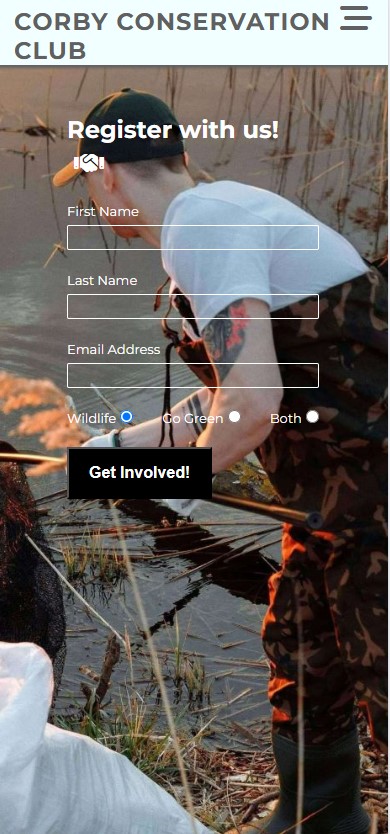 CORBY CONSERVATION
CLUB
Register with us!
First Name
Last Name
Email Address
Wildlife Go Green Both
Get Involved!